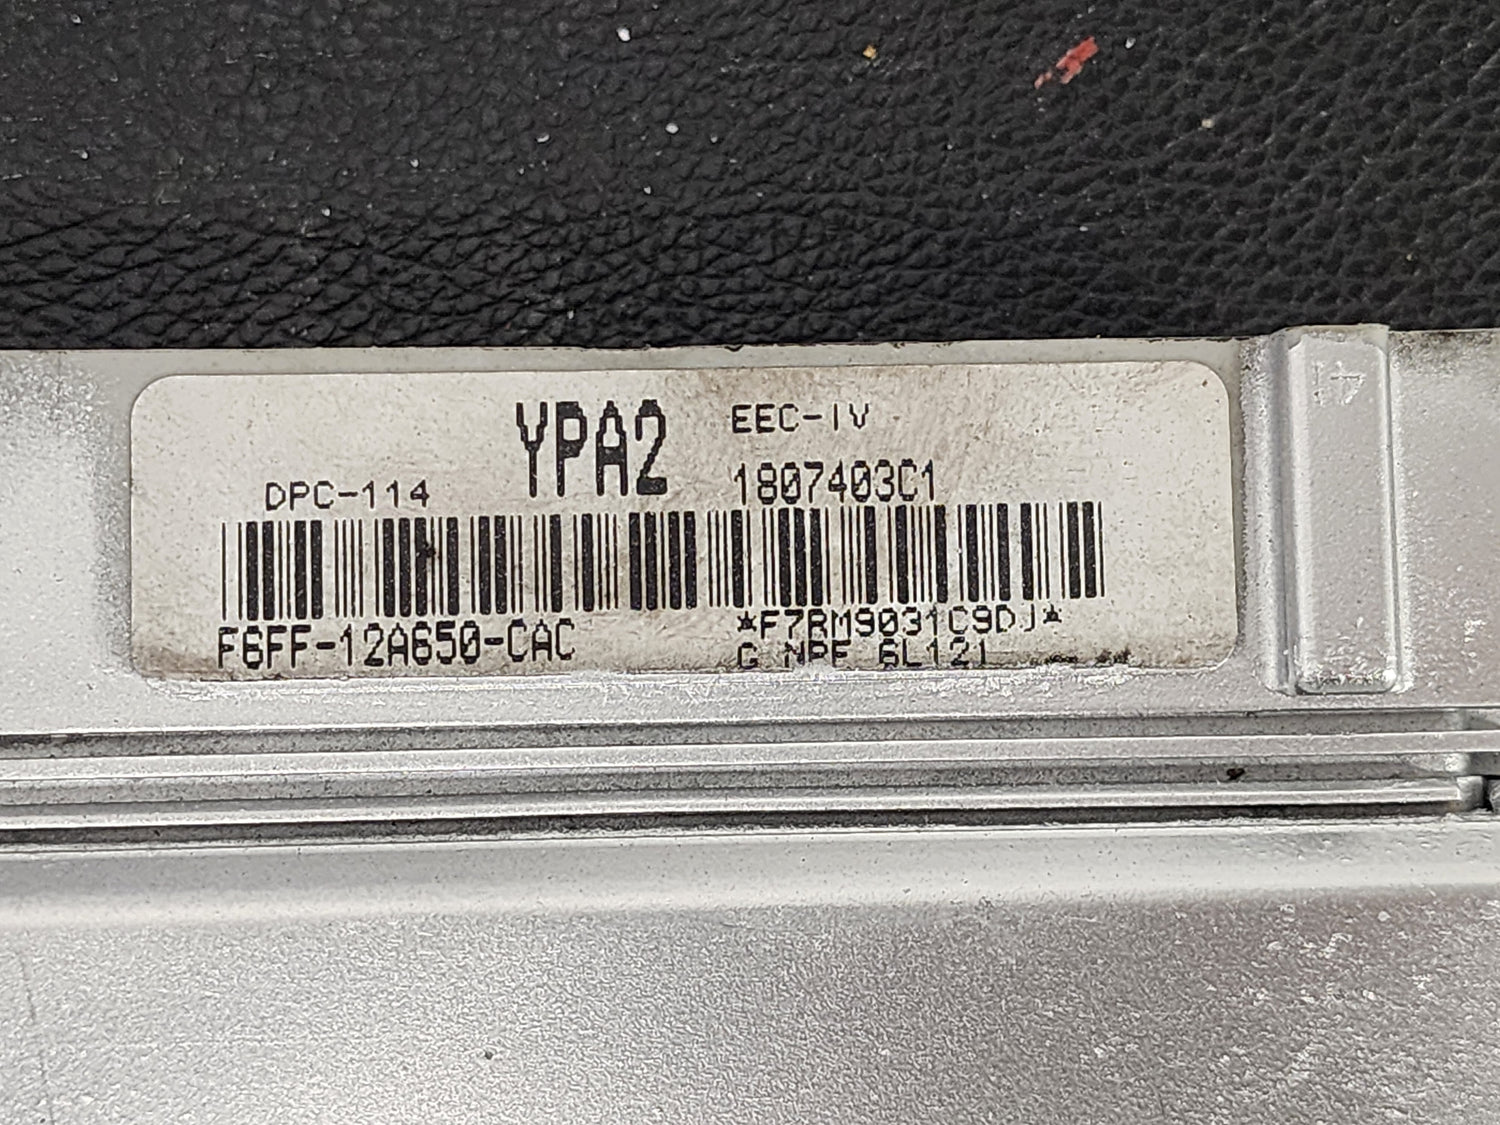 YPA2
EEC-IV
DPC-114
1807403C1
*F7RM9031C9DJ*
F6FF-12A650-CAC
G NPF 6L121